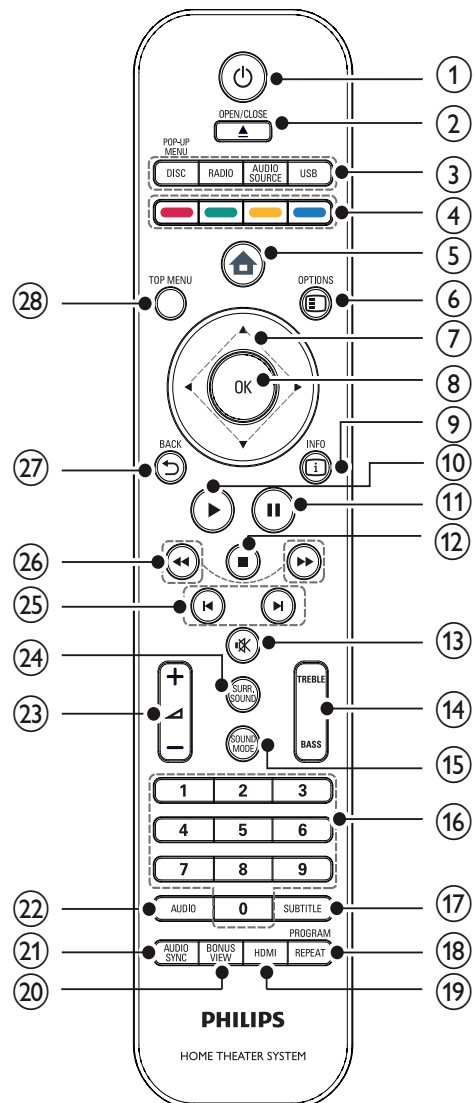 1
OPEN/CLOSE
2
POP-UP
MENU
DISC RADIO AUDIO
SOURCE USB
3
4
5
TOP MENU OPTIONS
28 6
7
OK
8
9
BACK INFO
27 i 10
11
12
26
25
13
24
SURR.
SOUND
TREBLE
23 14
BASS
SOUND
MODE
15
1 2 3
16
4 5 6
7 8 9
22 AUDIO 0 SUBTITLE 17
PROGRAM
21 AUDIO
SYNC BONUS
VIEW HDMI REPEAT 18
20 19
PHILIPS
HOME THEATER SYSTEM